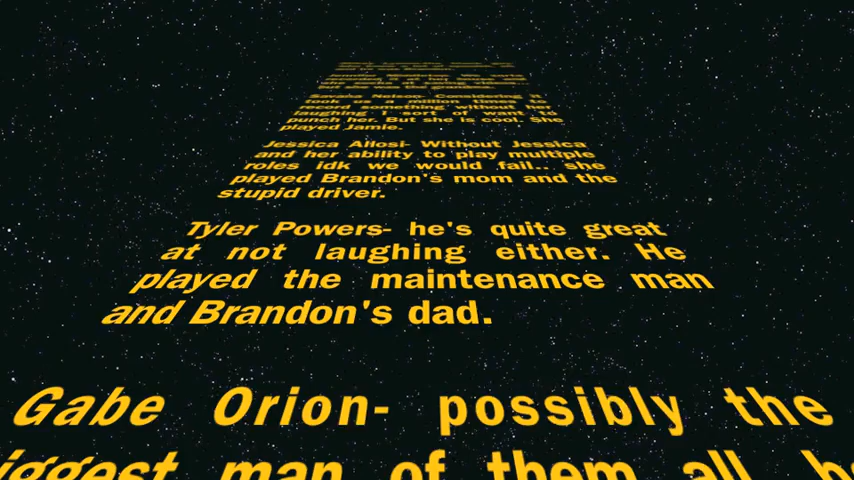 Savana Nelson- Considering it
took us a million times to
record something without her
laughing I sort of want to
punch her. But she is cool. She
played Jamie.
Jessica Allosi- Without Jessica
and her ability to play multiple
roles idk we would fail.. she
played Brandon's mom and the
stupid driver.
Tyler Powers- he's quite great
at not laughing either. He
played the maintenance man
and Brandon's dad.
Gabe Orion- possibly the
man of them all,